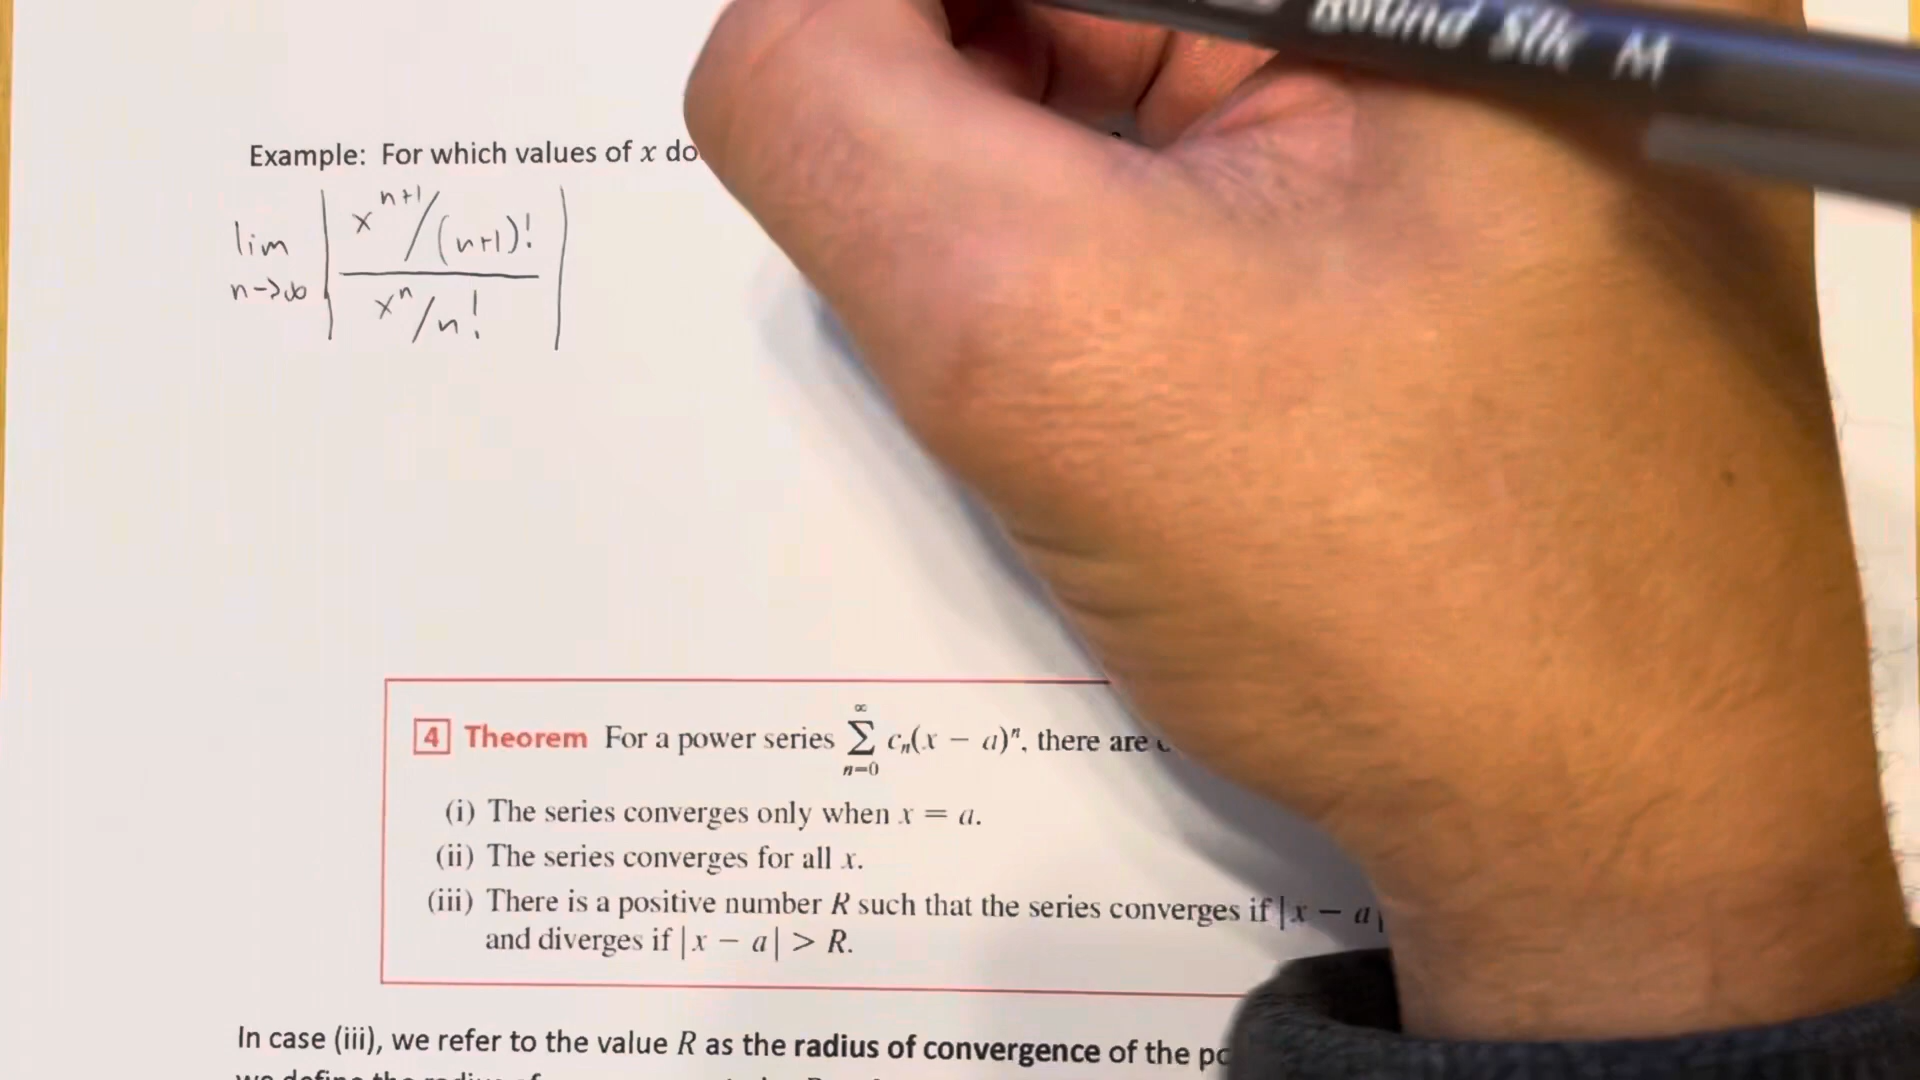 Round Stic M
Example: For which values of x do
lim n->∞ | x^{n+1}/(n+1)! / x^n/n! |
4 Theorem For a power series ∑_{n=0}^{∞} c_n(x − a)^n, there are
(i) The series converges only when x = a.
(ii) The series converges for all x.
(iii) There is a positive number R such that the series converges if |x − a|
and diverges if |x − a| > R.
In case (iii), we refer to the value R as the radius of convergence of the